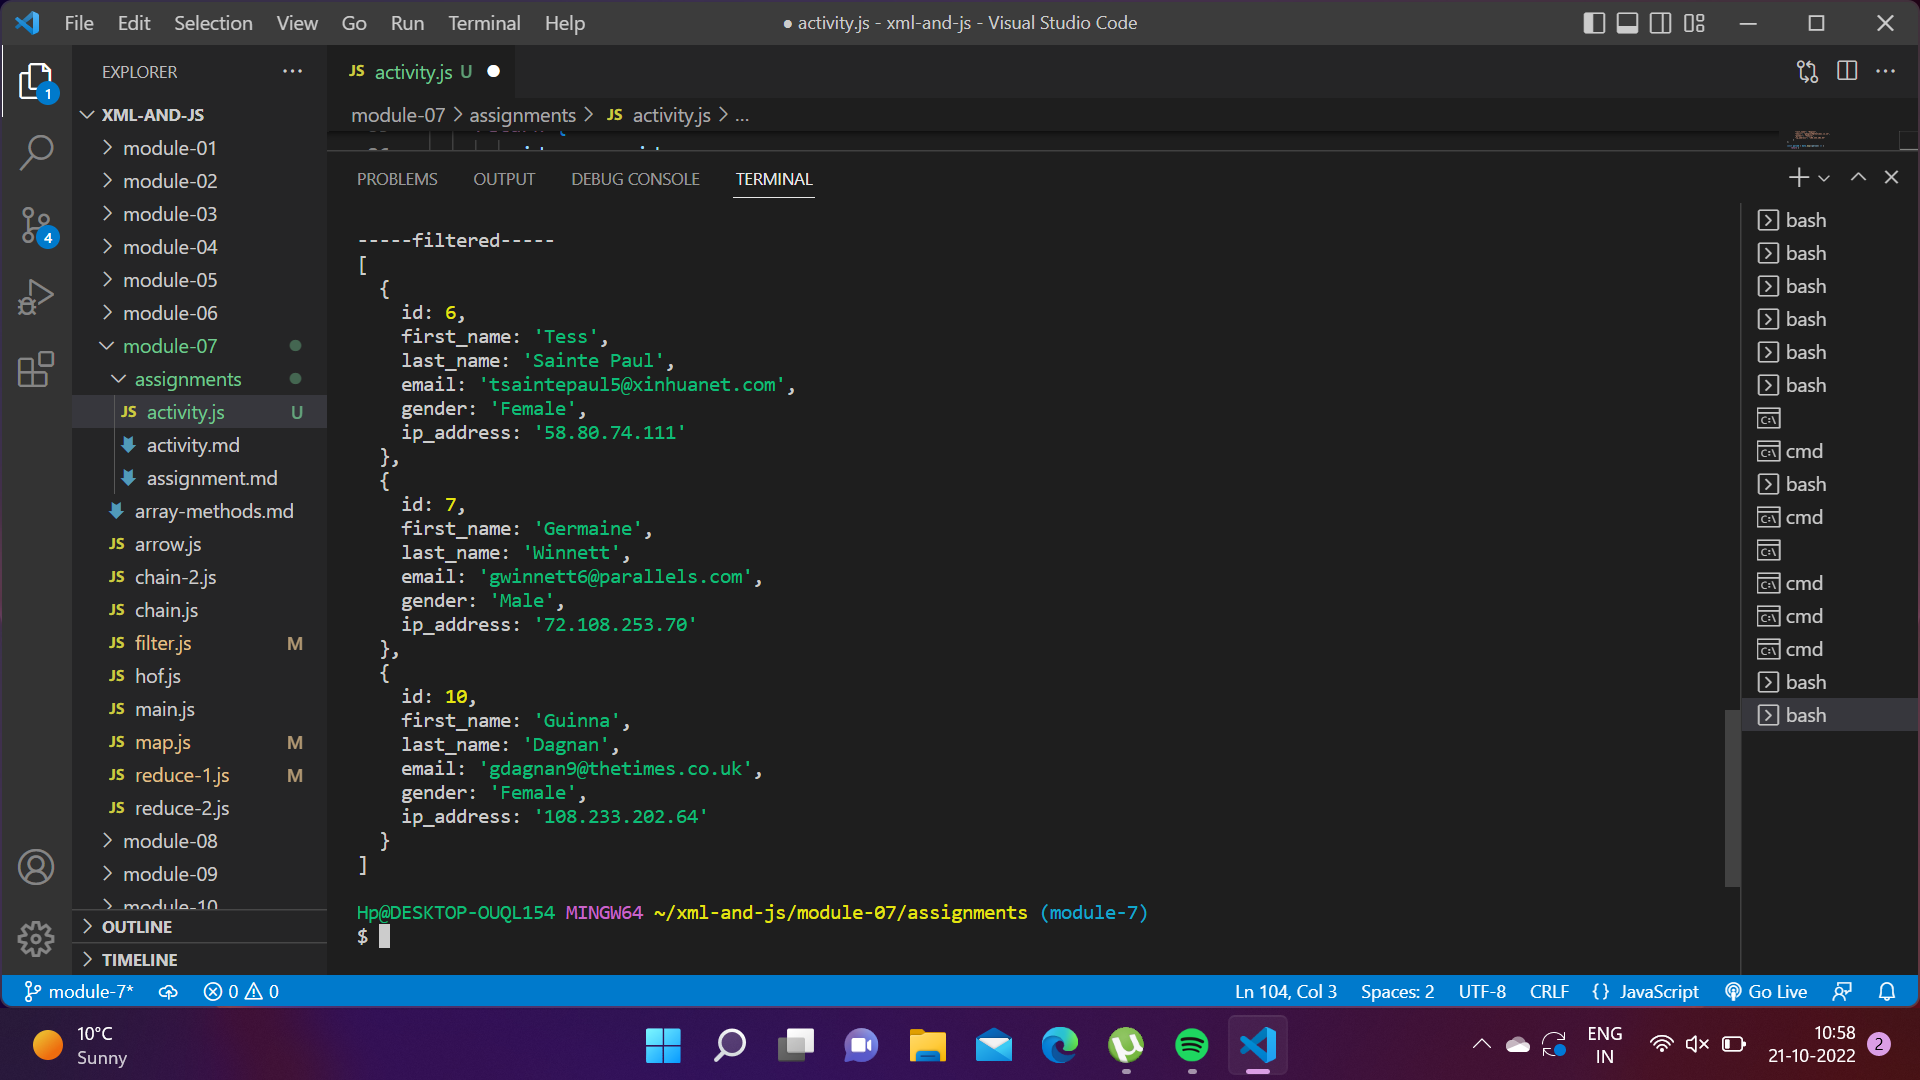 File Edit Selection View Go Run Terminal Help
● activity.js - xml-and-js - Visual Studio Code
EXPLORER
JS activity.js U
1
XML-AND-JS
module-07 > assignments > JS activity.js > ...
module-01
module-02
module-03
module-04
4
module-05
module-06
module-07
assignments
JS activity.js U
activity.md
assignment.md
array-methods.md
JS arrow.js
JS chain-2.js
JS chain.js
JS filter.js M
JS hof.js
JS main.js
JS map.js M
JS reduce-1.js M
JS reduce-2.js
module-08
module-09
module-10
OUTLINE
TIMELINE
PROBLEMS OUTPUT DEBUG CONSOLE TERMINAL
-----filtered-----
[
  {
    id: 6,
    first_name: 'Tess',
    last_name: 'Sainte Paul',
    email: 'tsaintepaul5@xinhuanet.com',
    gender: 'Female',
    ip_address: '58.80.74.111'
  },
  {
    id: 7,
    first_name: 'Germaine',
    last_name: 'Winnett',
    email: 'gwinnett6@parallels.com',
    gender: 'Male',
    ip_address: '72.108.253.70'
  },
  {
    id: 10,
    first_name: 'Guinna',
    last_name: 'Dagnan',
    email: 'gdagnan9@thetimes.co.uk',
    gender: 'Female',
    ip_address: '108.233.202.64'
  }
]
Hp@DESKTOP-OUQL154 MINGW64 ~/xml-and-js/module-07/assignments (module-7)
$
bash
bash
bash
bash
bash
bash
cmd
bash
cmd
cmd
cmd
cmd
bash
bash
module-7* 0 0 Ln 104, Col 3 Spaces: 2 UTF-8 CRLF {} JavaScript Go Live
10°C
Sunny
ENG
IN
10:58
21-10-2022
2